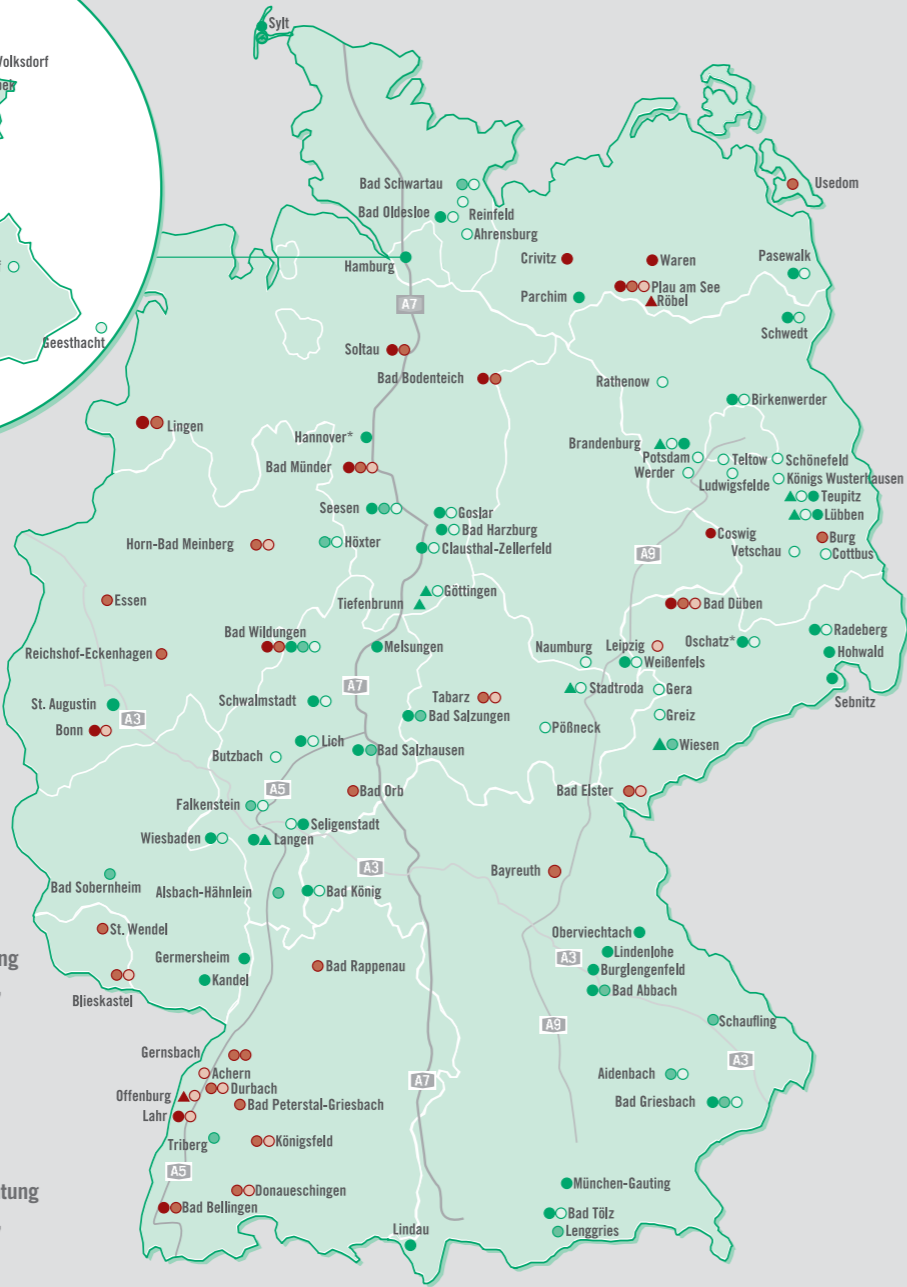 Sylt
Volksdorf
Bad Schwartau
Usedom
Bad Oldesloe
Reinfeld
Ahrensburg
Hamburg
Crivitz
Waren
Pasewalk
Plau am See
Parchim
Röbel
A7
Geesthacht
Schwedt
Soltau
Bad Bodenteich
Rathenow
Birkenwerder
Lingen
Hannover*
Brandenburg
Potsdam
Teltow
Schönefeld
Bad Münder
Werder
Ludwigsfelde
Königs Wusterhausen
Teupitz
Seesen
Goslar
Lübben
Bad Harzburg
Horn-Bad Meinberg
Höxter
Clausthal-Zellerfeld
Coswig
Burg
A9
Vetschau
Cottbus
Göttingen
Essen
Tiefenbrunn
Bad Düben
Bad Wildungen
Radeberg
Reichshof-Eckenhagen
Melsungen
Naumburg
Leipzig
Oschatz*
Hohwald
Weißenfels
A7
Stadtroda
Gera
Sebnitz
St. Augustin
Schwalmstadt
Tabarz
A3
Bad Salzungen
Greiz
Bonn
Pößneck
Lich
Wiesen
Butzbach
Bad Salzhausen
A5
Bad Orb
Bad Elster
Falkenstein
Seligenstadt
Wiesbaden
Langen
A3
Bayreuth
Bad Sobernheim
Alsbach-Hähnlein
Bad König
St. Wendel
Oberviechtach
Lindenlohe
ng
Germersheim
A3
Bad Rappenau
Burglengenfeld
Kandel
Blieskastel
Bad Abbach
Schaufling
A9
Gernsbach
Achern
A3
Aidenbach
A7
Offenburg
Durbach
Bad Peterstal-Griesbach
Bad Griesbach
Lahr
Triberg
Königsfeld
A5
tung
Donaueschingen
München-Gauting
Bad Bellingen
Bad Tölz
Lindau
Lenggries